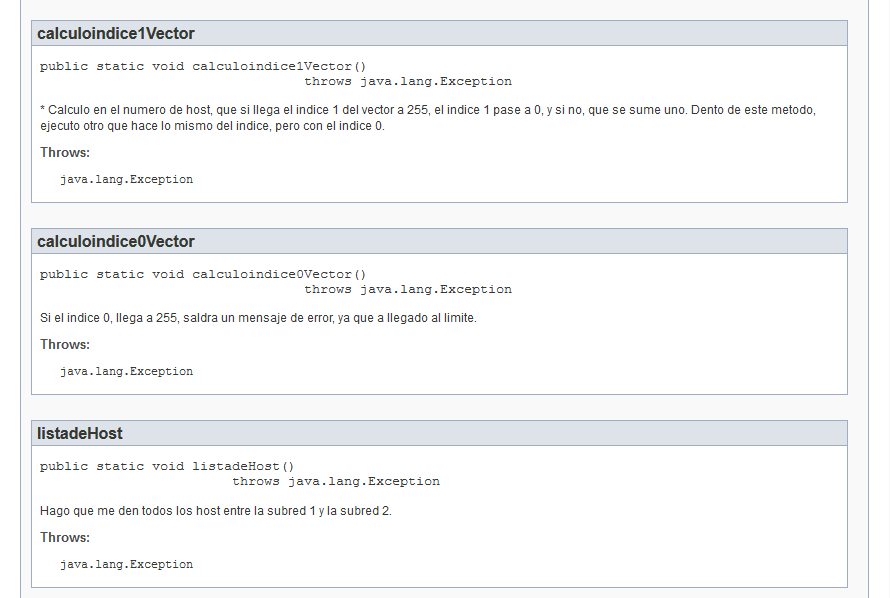 calculoindice1Vector
public static void calculoindice1Vector()
throws java.lang.Exception
* Calculo en el numero de host, que si llega el indice 1 del vector a 255, el indice 1 pase a 0, y si no, que se sume uno. Dento de este metodo,
ejecuto otro que hace lo mismo del indice, pero con el indice 0.
Throws:
java.lang.Exception
calculoindice0Vector
public static void calculoindice0Vector()
throws java.lang.Exception
Si el indice 0, llega a 255, saldra un mensaje de error, ya que a llegado al limite.
Throws:
java.lang.Exception
listadeHost
public static void listadeHost()
throws java.lang.Exception
Hago que me den todos los host entre la subred 1 y la subred 2.
Throws:
java.lang.Exception